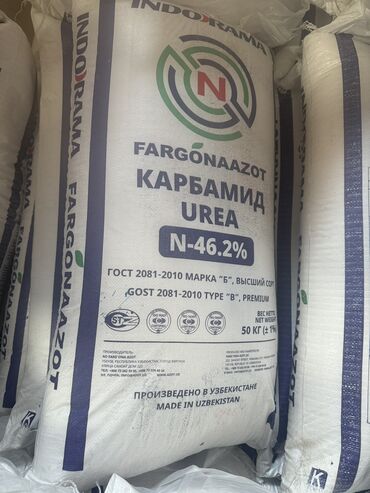 INDORAMA
N
FARGONAAZOT
КАРБАМИД
UREA
N-46.2%
ГОСТ 2081-2010 МАРКА "Б", ВЫСШИЙ СОРТ
GOST 2081-2010 TYPE "B", PREMIUM
ВЕС НЕТТО
NET WEIGHT
50 КГ (± 1%)
ПРОИЗВОДИТЕЛЬ:
ПРОИЗВЕДЕНО В УЗБЕКИСТАНЕ
MADE IN UZBEKISTAN
INDORAMA FARGONAAZOT
K